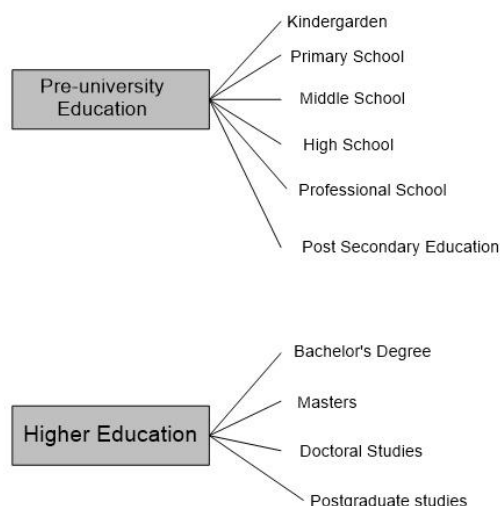 Pre-university
Education
Kindergarden
Primary School
Middle School
High School
Professional School
Post Secondary Education
Higher Education
Bachelor's Degree
Masters
Doctoral Studies
Postgraduate studies